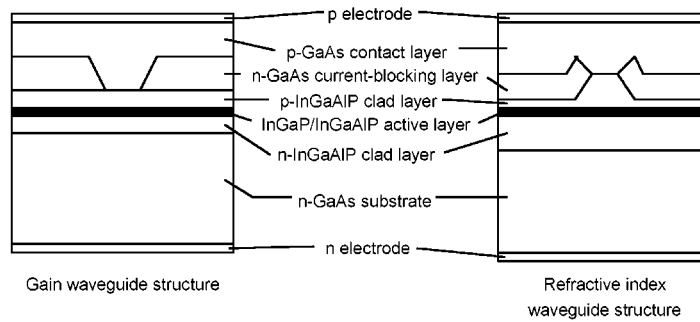 p electrode
p-GaAs contact layer
n-GaAs current-blocking layer
p-InGaAlP clad layer
InGaP/InGaAlP active layer
n-InGaAlP clad layer
n-GaAs substrate
n electrode
Gain waveguide structure
Refractive index
waveguide structure